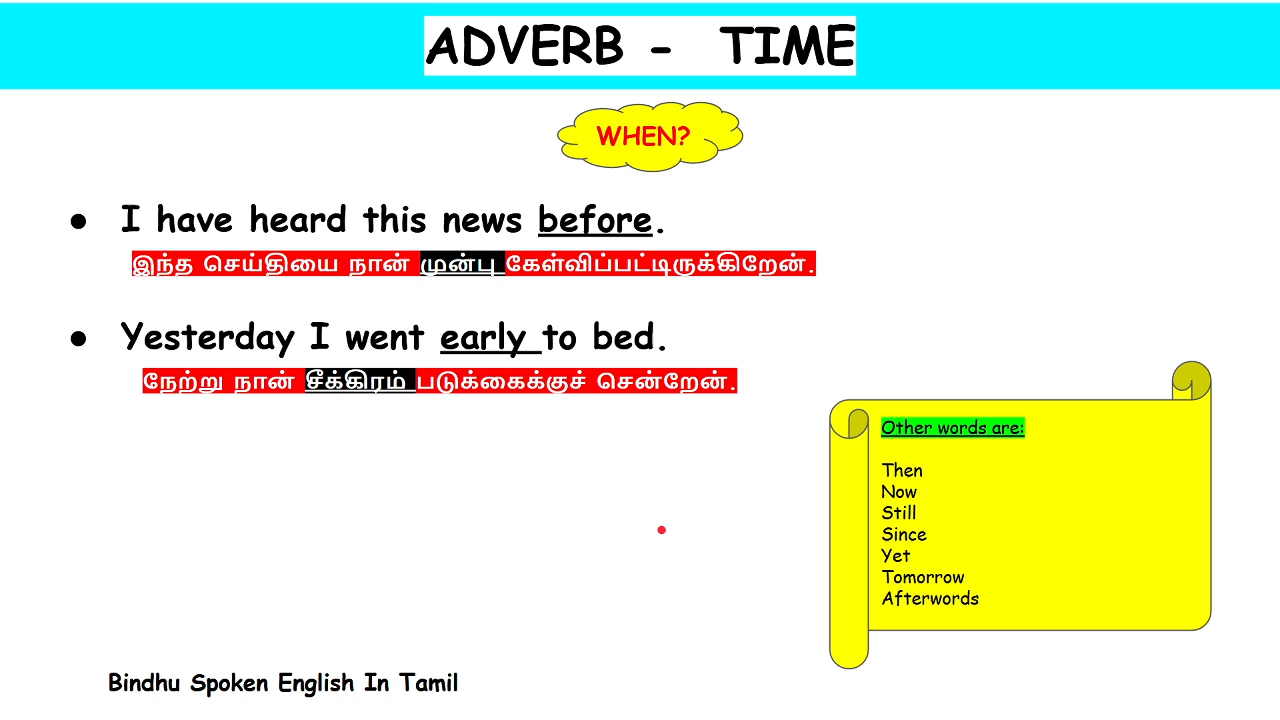 ADVERB - TIME
WHEN?
● I have heard this news before.
இந்த செய்தியை நான் முன்பு கேள்விப்பட்டிருக்கிறேன்.
● Yesterday I went early to bed.
நேற்று நான் சீக்கிரம் படுக்கைக்குச் சென்றேன்.
Other words are:
Then
Now
Still
Since
Yet
Tomorrow
Afterwords
Bindhu Spoken English In Tamil